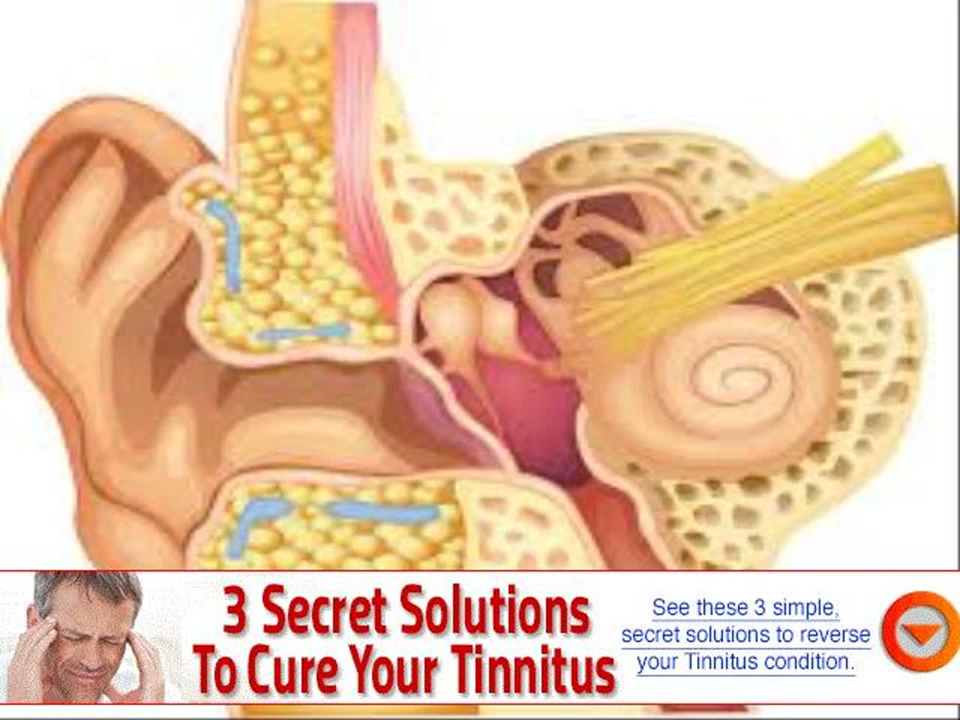 3 Secret Solutions
To Cure Your Tinnitus
See these 3 simple,
secret solutions to reverse
your Tinnitus condition.